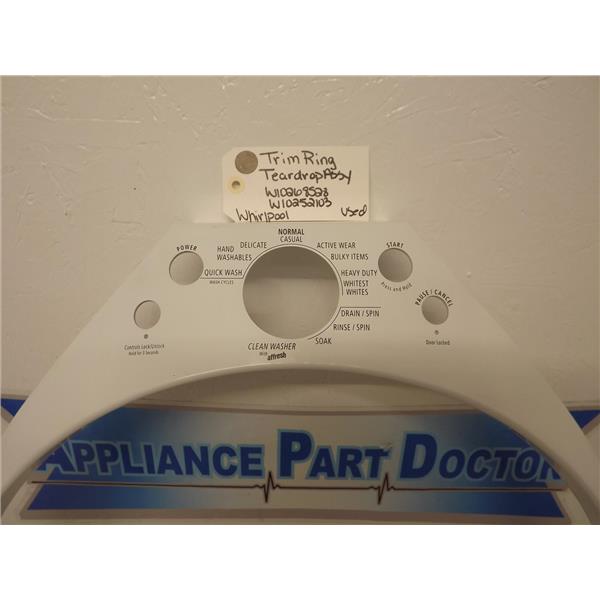 Trim Ring
Teardrop Assy
W10268528
W10252103
Whirlpool
Used
NORMAL
CASUAL
DELICATE
ACTIVE WEAR
HAND
WASHABLES
BULKY ITEMS
POWER
START
Press and Hold
QUICK WASH
WASH CYCLES
HEAVY DUTY
WHITEST
WHITES
PAUSE / CANCEL
DRAIN / SPIN
RINSE / SPIN
SOAK
CLEAN WASHER
With affresh
Controls Lock/Unlock
Hold for 3 Seconds
Door Locked
APPLIANCE PART DOCTOR